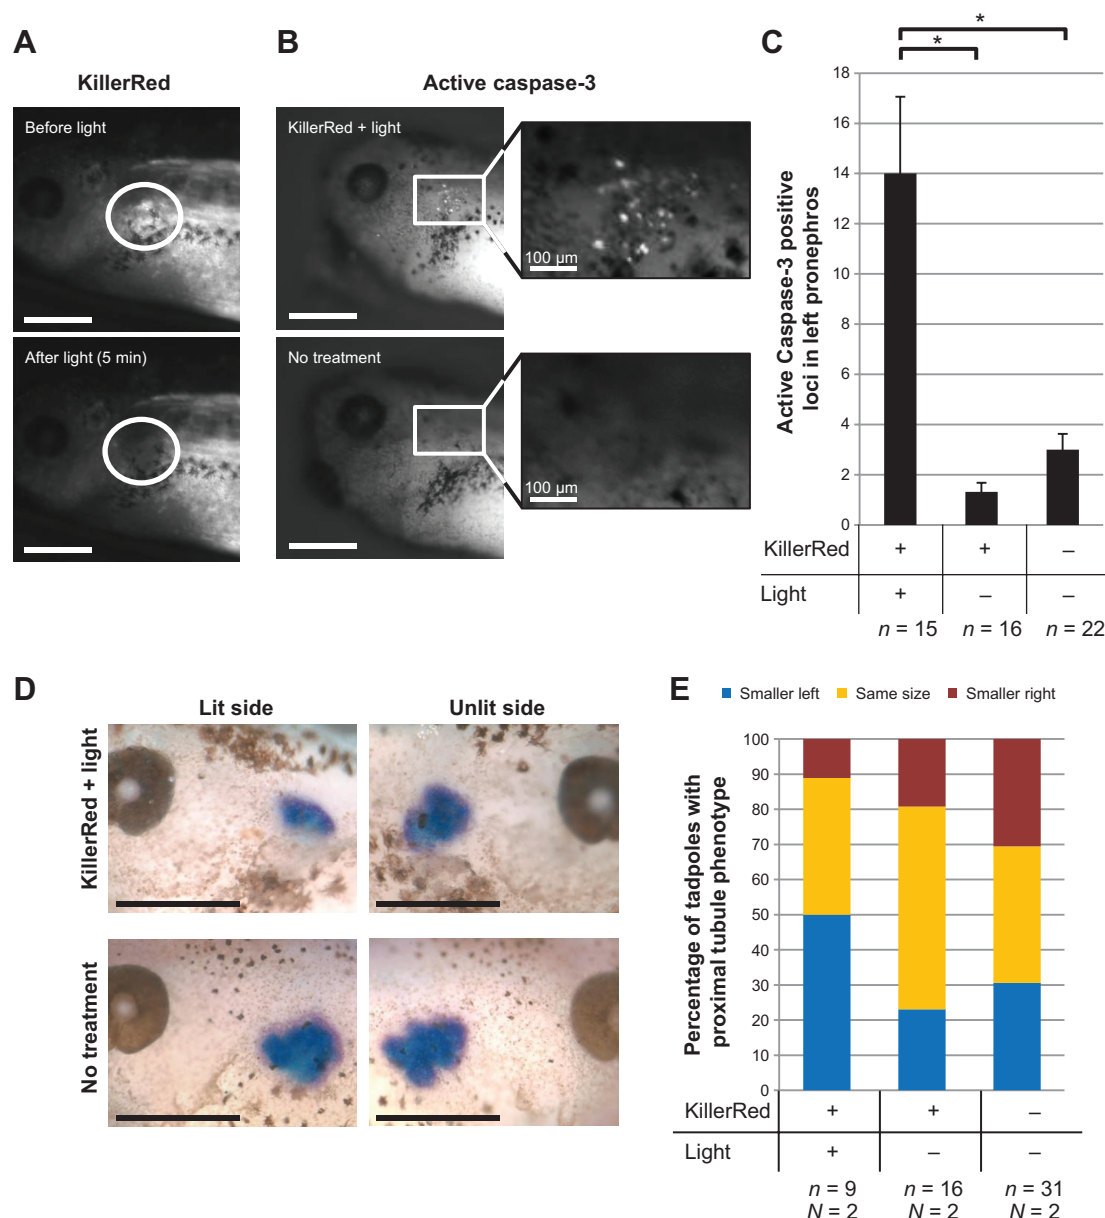 A
KillerRed
Before light
After light (5 min)
B
Active caspase-3
KillerRed + light
100 µm
No treatment
100 µm
C
*
*
Active Caspase-3 positive
loci in left pronephros
18
16
14
12
10
8
6
4
2
0
KillerRed + + –
Light + – –
n = 15 n = 16 n = 22
D
Lit side Unlit side
KillerRed + light
No treatment
E
Smaller left Same size Smaller right
Percentage of tadpoles with
proximal tubule phenotype
100
90
80
70
60
50
40
30
20
10
0
KillerRed + + –
Light + – –
n = 9 n = 16 n = 31
N = 2 N = 2 N = 2